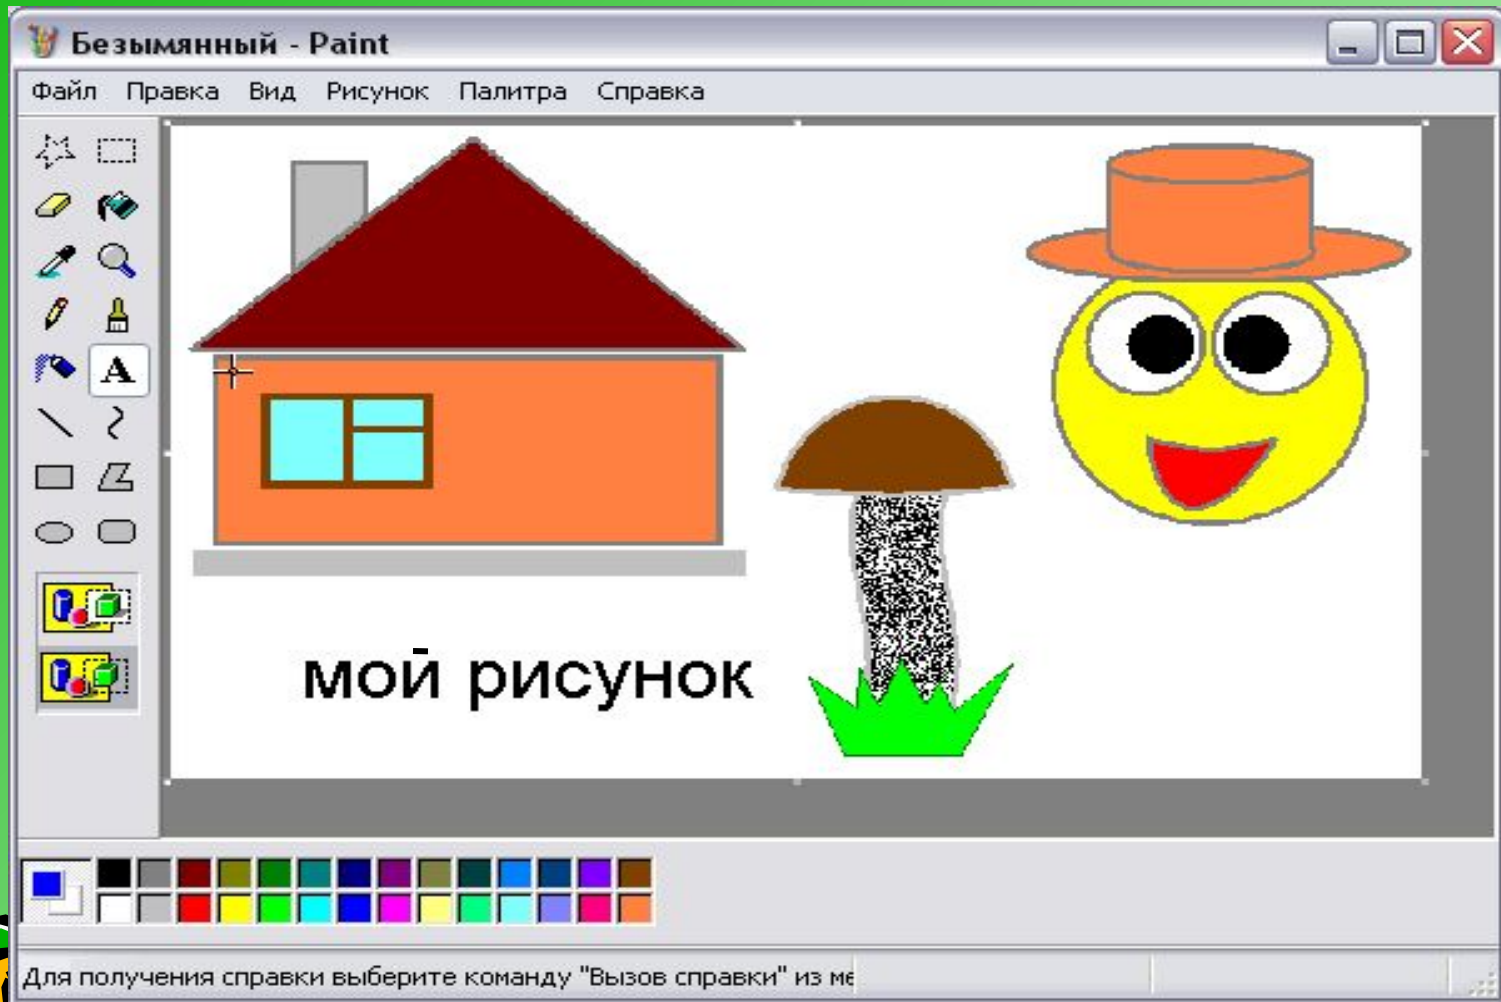 Безымянный - Paint
Файл Правка Вид Рисунок Палитра Справка
A
мой рисунок
Для получения справки выберите команду "Вызов справки" из ме